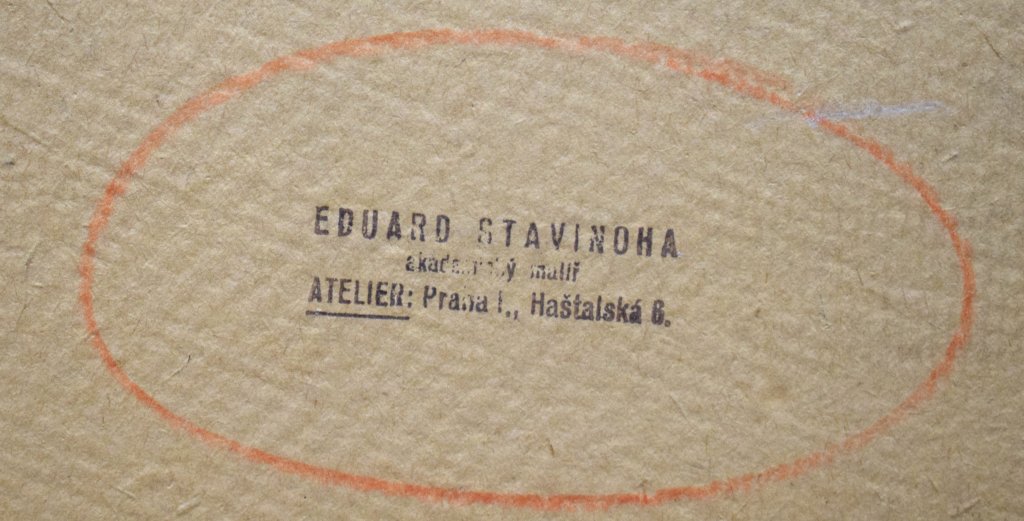 EDUARD STAVINOHA
akademický malíř
ATELIER: Praha I., Haštalská 6.